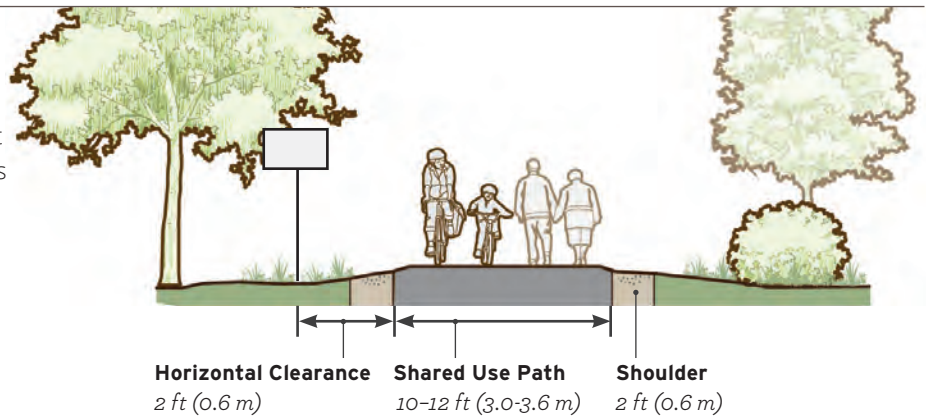 s
Horizontal Clearance
2 ft (0.6 m)
Shared Use Path
10–12 ft (3.0-3.6 m)
Shoulder
2 ft (0.6 m)